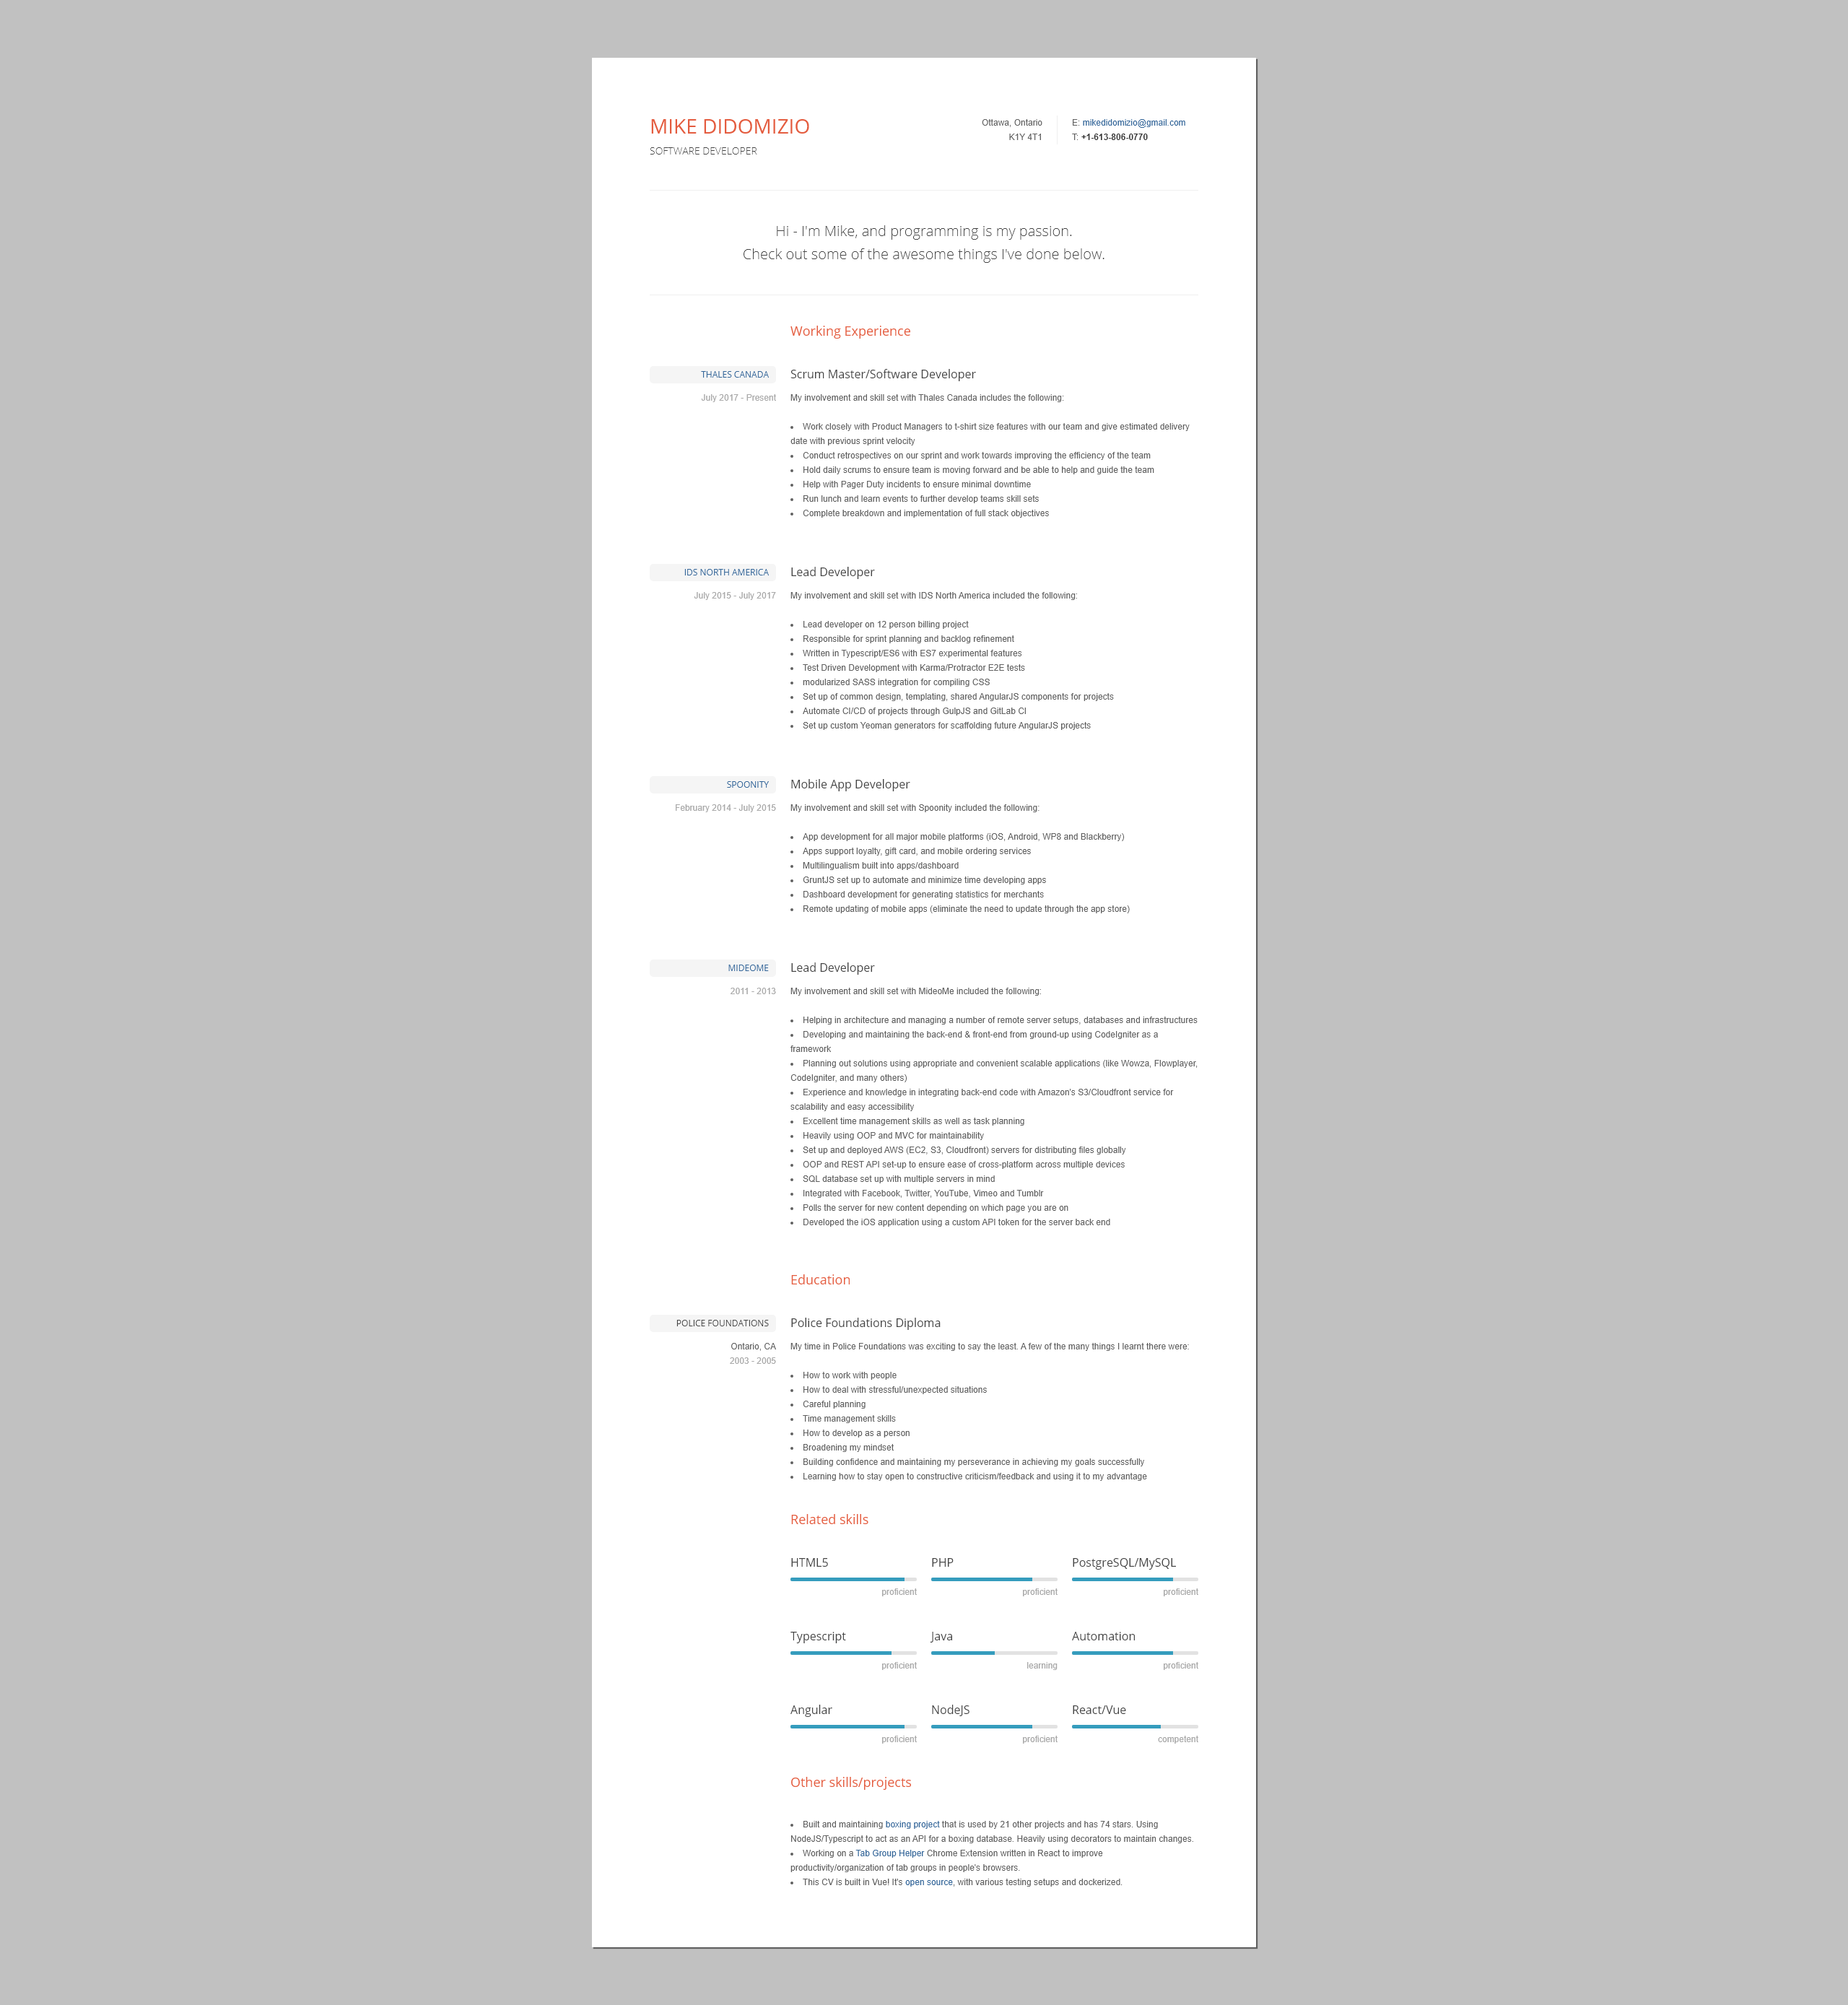 MIKE DIDOMIZIO
SOFTWARE DEVELOPER
Ottawa, Ontario
K1Y 4T1
E: mikedidomizio@gmail.com
T: +1-613-806-0770
Hi - I'm Mike, and programming is my passion.
Check out some of the awesome things I've done below.
Working Experience
THALES CANADA
July 2017 - Present
Scrum Master/Software Developer
My involvement and skill set with Thales Canada includes the following:
• Work closely with Product Managers to t-shirt size features with our team and give estimated delivery
date with previous sprint velocity
• Conduct retrospectives on our sprint and work towards improving the efficiency of the team
• Hold daily scrums to ensure team is moving forward and be able to help and guide the team
• Help with Pager Duty incidents to ensure minimal downtime
• Run lunch and learn events to further develop teams skill sets
• Complete breakdown and implementation of full stack objectives
IDS NORTH AMERICA
July 2015 - July 2017
Lead Developer
My involvement and skill set with IDS North America included the following:
• Lead developer on 12 person billing project
• Responsible for sprint planning and backlog refinement
• Written in Typescript/ES6 with ES7 experimental features
• Test Driven Development with Karma/Protractor E2E tests
• modularized SASS integration for compiling CSS
• Set up of common design, templating, shared AngularJS components for projects
• Automate CI/CD of projects through GulpJS and GitLab CI
• Set up custom Yeoman generators for scaffolding future AngularJS projects
SPOONITY
February 2014 - July 2015
Mobile App Developer
My involvement and skill set with Spoonity included the following:
• App development for all major mobile platforms (iOS, Android, WP8 and Blackberry)
• Apps support loyalty, gift card, and mobile ordering services
• Multilingualism built into apps/dashboard
• GruntJS set up to automate and minimize time developing apps
• Dashboard development for generating statistics for merchants
• Remote updating of mobile apps (eliminate the need to update through the app store)
MIDEOME
2011 - 2013
Lead Developer
My involvement and skill set with MideoMe included the following:
• Helping in architecture and managing a number of remote server setups, databases and infrastructures
• Developing and maintaining the back-end & front-end from ground-up using CodeIgniter as a
framework
• Planning out solutions using appropriate and convenient scalable applications (like Wowza, Flowplayer,
CodeIgniter, and many others)
• Experience and knowledge in integrating back-end code with Amazon's S3/Cloudfront service for
scalability and easy accessibility
• Excellent time management skills as well as task planning
• Heavily using OOP and MVC for maintainability
• Set up and deployed AWS (EC2, S3, Cloudfront) servers for distributing files globally
• OOP and REST API set-up to ensure ease of cross-platform across multiple devices
• SQL database set up with multiple servers in mind
• Integrated with Facebook, Twitter, YouTube, Vimeo and Tumblr
• Polls the server for new content depending on which page you are on
• Developed the iOS application using a custom API token for the server back end
Education
POLICE FOUNDATIONS
Ontario, CA
2003 - 2005
Police Foundations Diploma
My time in Police Foundations was exciting to say the least. A few of the many things I learnt there were:
• How to work with people
• How to deal with stressful/unexpected situations
• Careful planning
• Time management skills
• How to develop as a person
• Broadening my mindset
• Building confidence and maintaining my perseverance in achieving my goals successfully
• Learning how to stay open to constructive criticism/feedback and using it to my advantage
Related skills
HTML5
proficient
PHP
proficient
PostgreSQL/MySQL
proficient
Typescript
proficient
Java
learning
Automation
proficient
Angular
proficient
NodeJS
proficient
React/Vue
competent
Other skills/projects
• Built and maintaining boxing project that is used by 21 other projects and has 74 stars. Using
NodeJS/Typescript to act as an API for a boxing database. Heavily using decorators to maintain changes.
• Working on a Tab Group Helper Chrome Extension written in React to improve
productivity/organization of tab groups in people's browsers.
• This CV is built in Vue! It's open source, with various testing setups and dockerized.